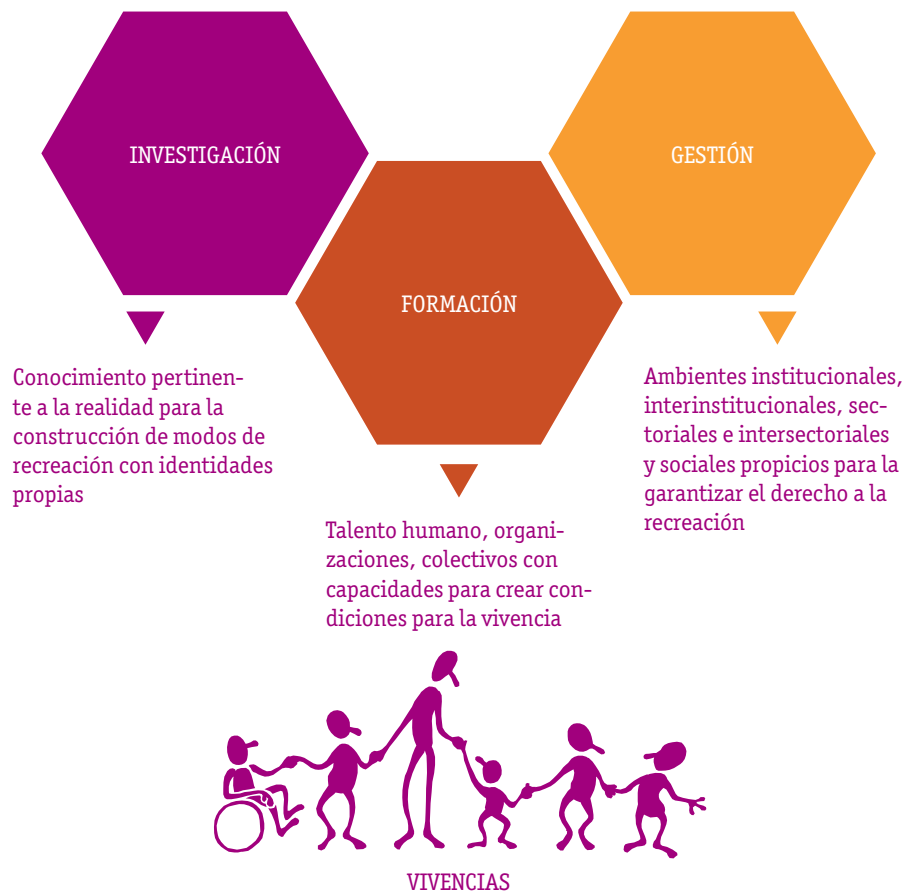 INVESTIGACIÓN
Conocimiento pertinen-
te a la realidad para la
construcción de modos de
recreación con identidades
propias
FORMACIÓN
Talento humano, organi-
zaciones, colectivos con
capacidades para crear con-
diciones para la vivencia
GESTIÓN
Ambientes institucionales,
interinstitucionales, sec-
toriales e intersectoriales
y sociales propicios para la
garantizar el derecho a la
recreación
VIVENCIAS